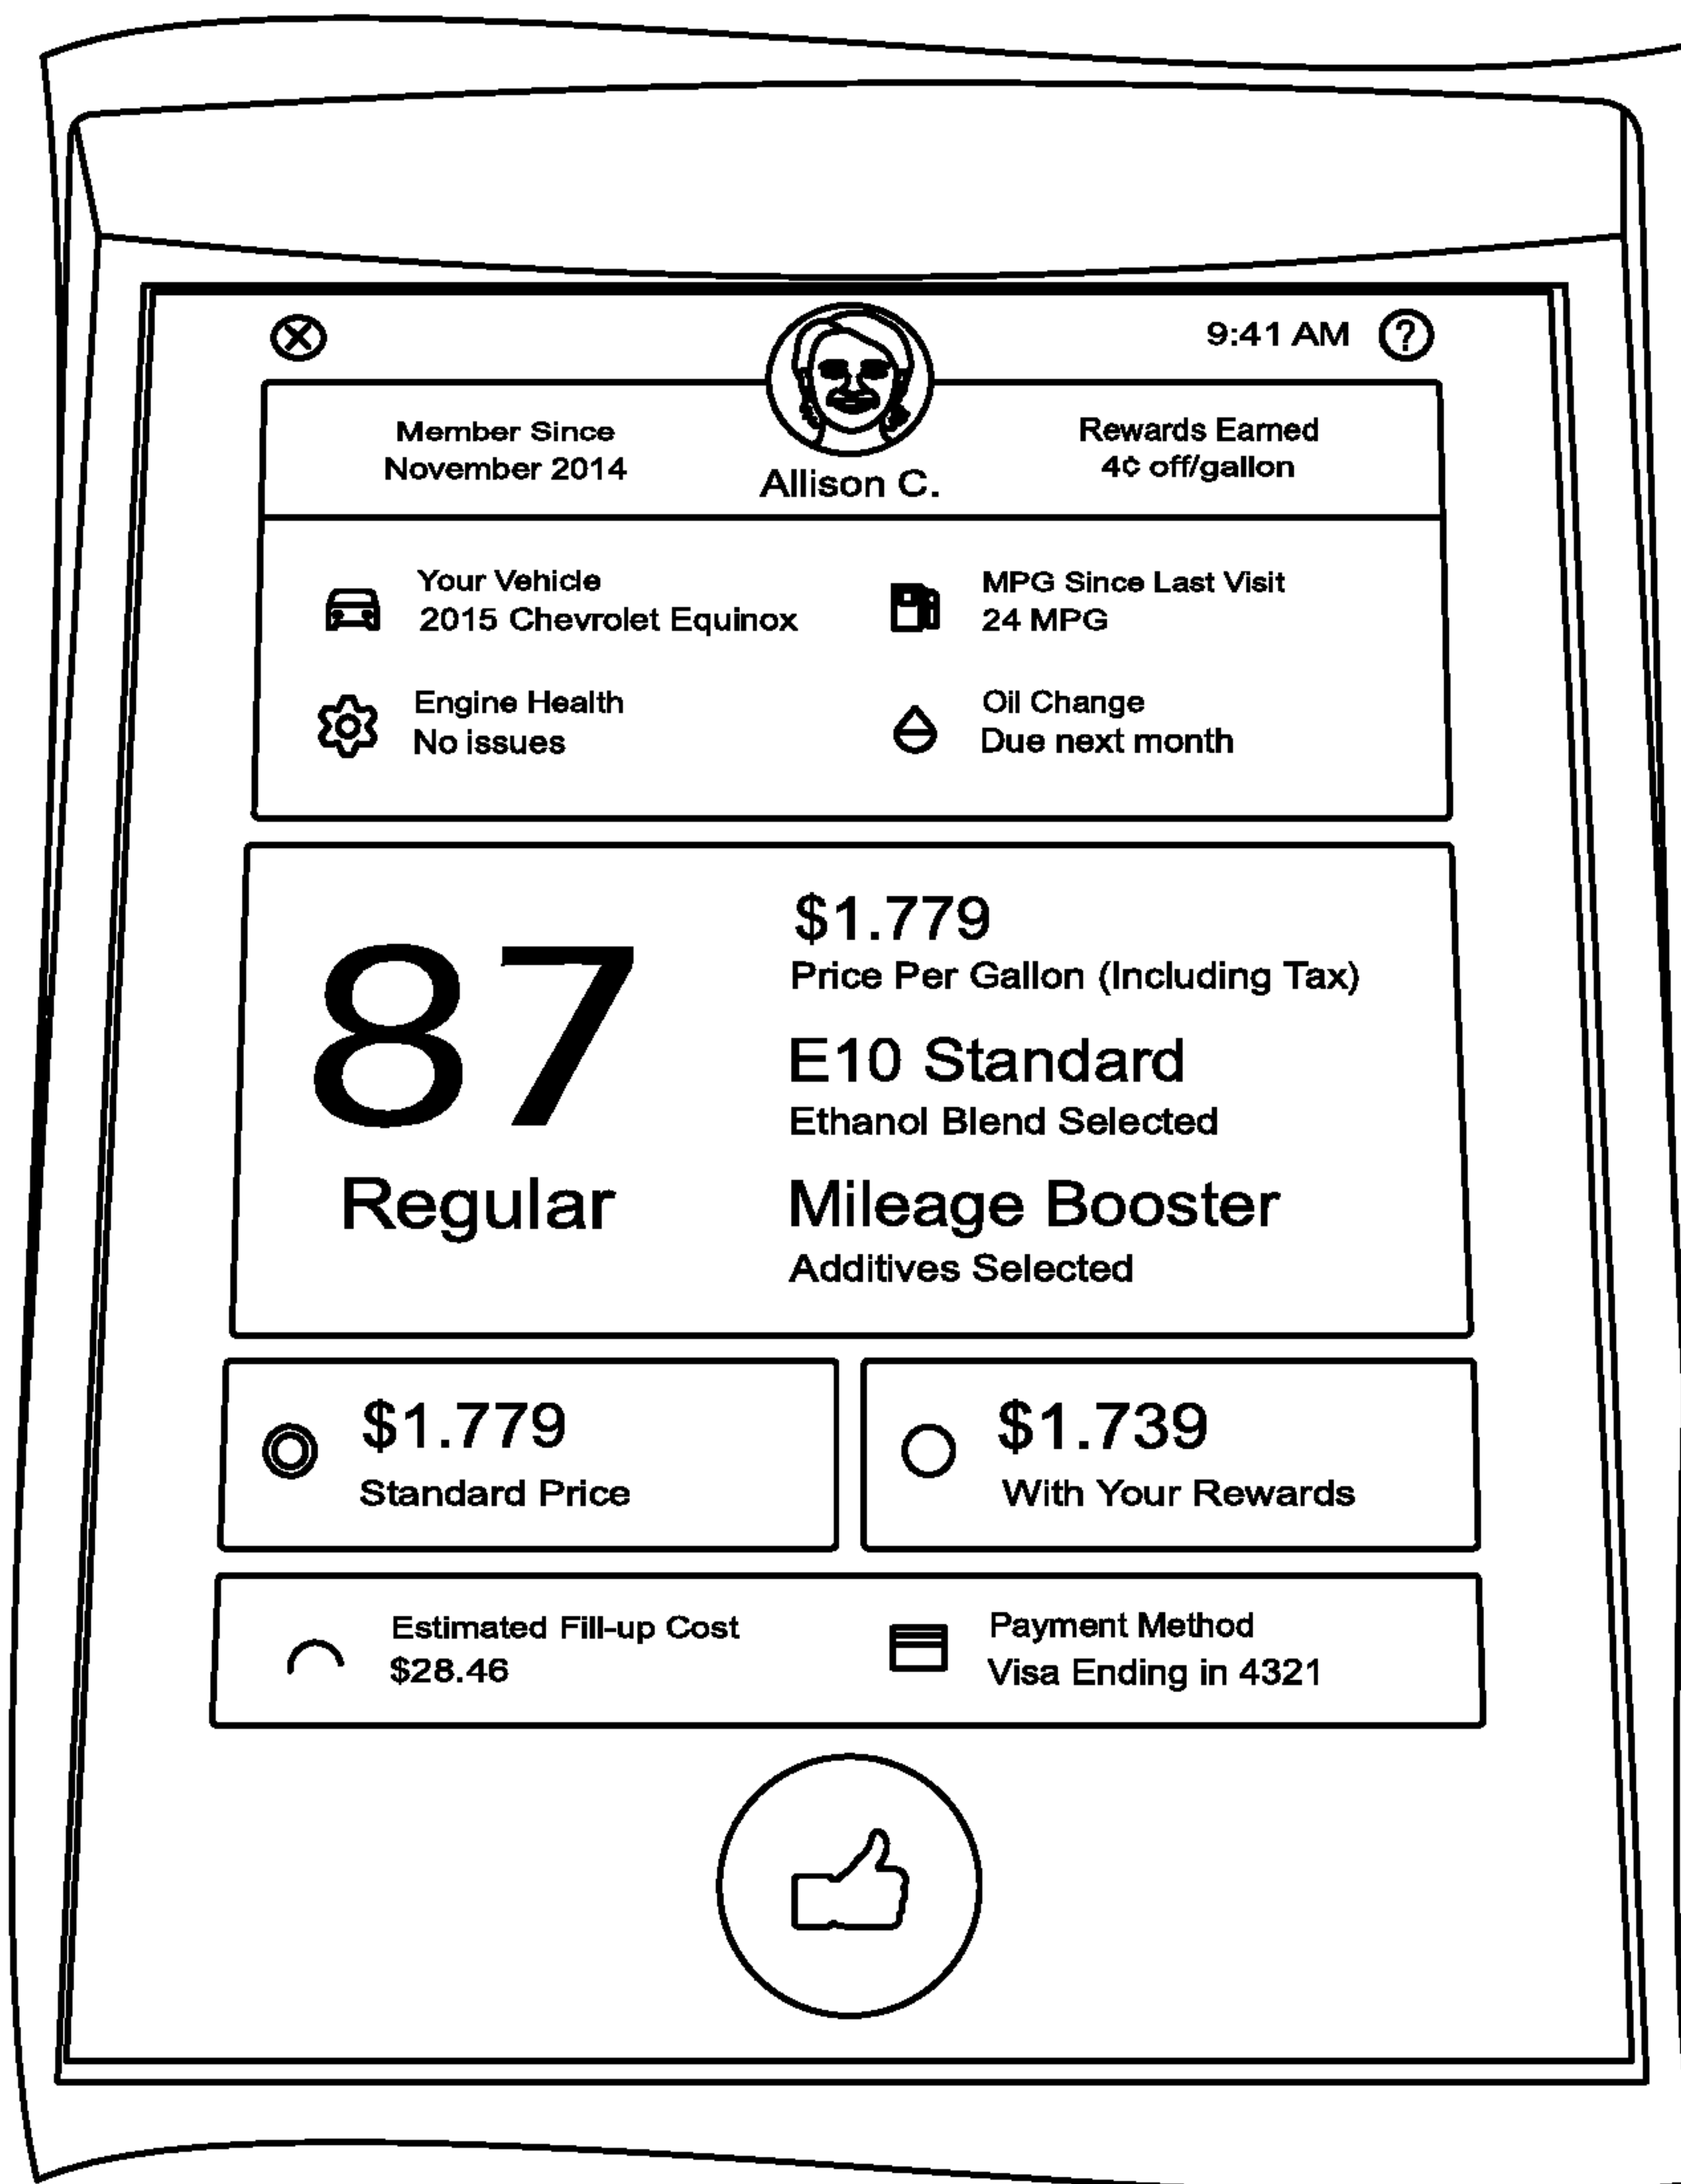 9:41 AM
?
Member Since
November 2014
Allison C.
Rewards Earned
4¢ off/gallon
Your Vehicle
2015 Chevrolet Equinox
MPG Since Last Visit
24 MPG
Engine Health
No issues
Oil Change
Due next month
87
Regular
$1.779
Price Per Gallon (Including Tax)
E10 Standard
Ethanol Blend Selected
Mileage Booster
Additives Selected
$1.779
Standard Price
$1.739
With Your Rewards
Estimated Fill-up Cost
$28.46
Payment Method
Visa Ending in 4321